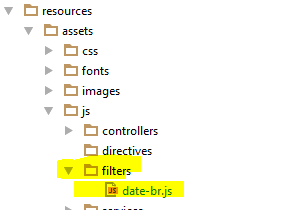 resources
assets
css
fonts
images
js
controllers
directives
filters
date-br.js